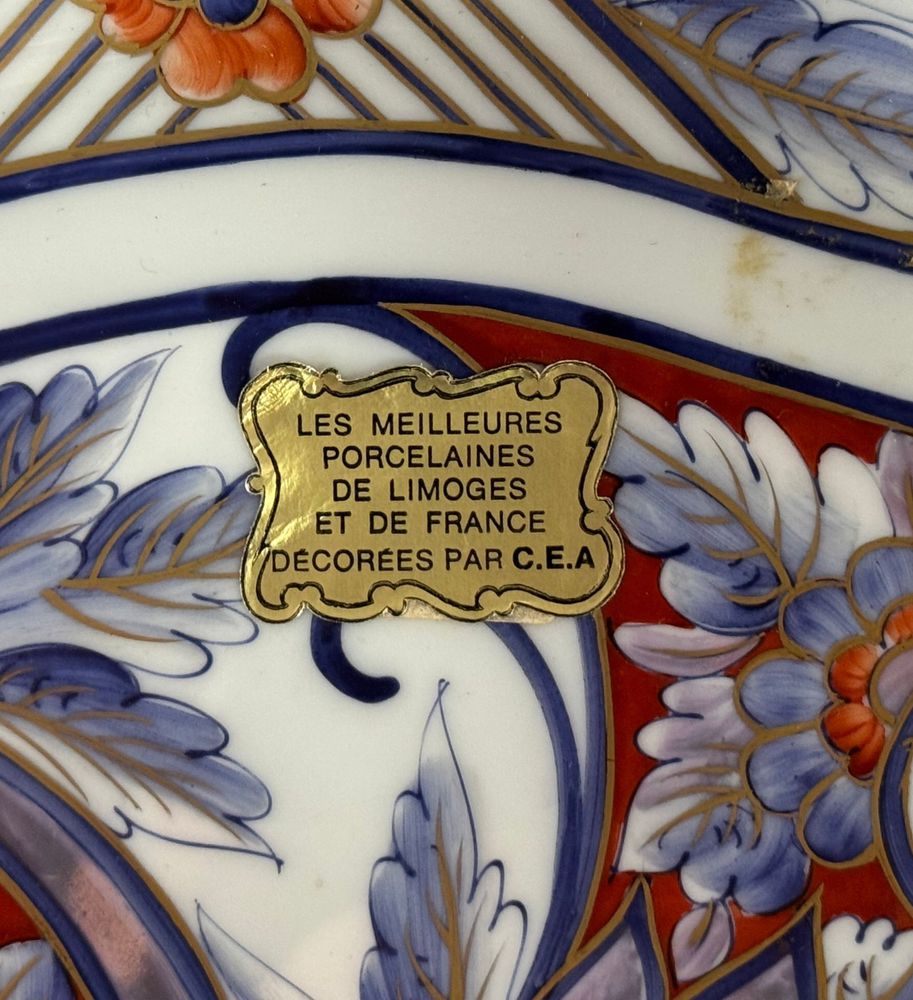 LES MEILLEURES
PORCELAINES
DE LIMOGES
ET DE FRANCE
DÉCORÉES PAR C.E.A